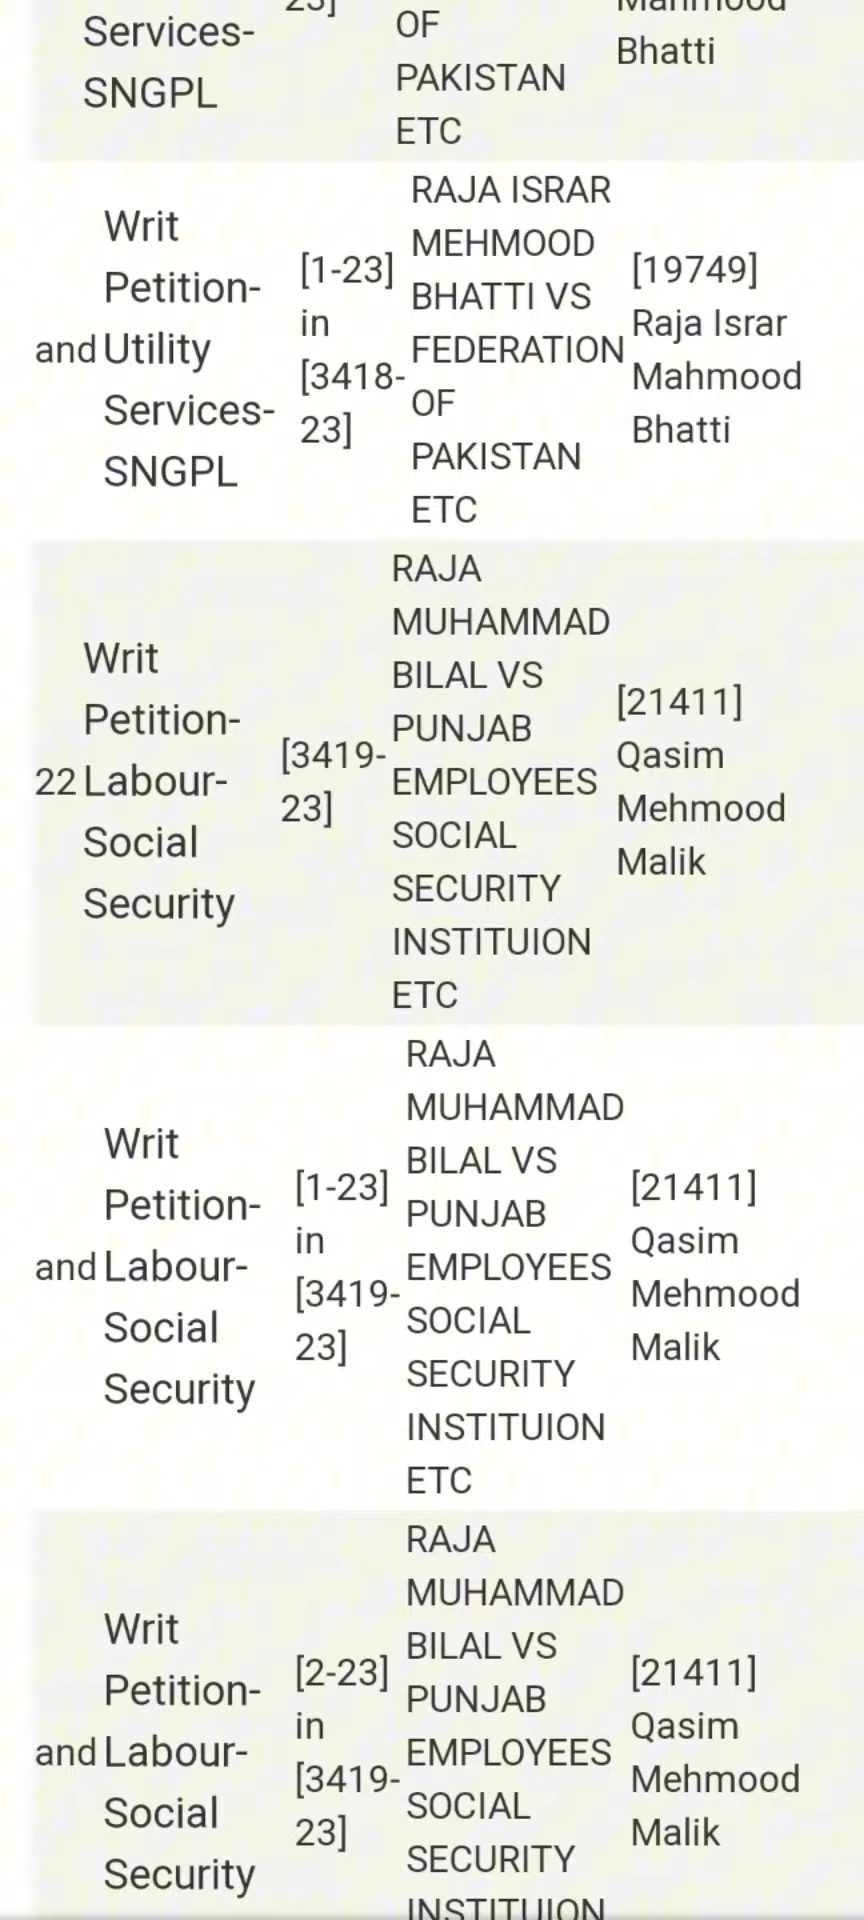 Services-
SNGPL
23]
OF
PAKISTAN
ETC
Mahmood
Bhatti
and
Writ
Petition-
Utility
Services-
SNGPL
[1-23]
in
[3418-
23]
RAJA ISRAR
MEHMOOD
BHATTI VS
FEDERATION
OF
PAKISTAN
ETC
[19749]
Raja Israr
Mahmood
Bhatti
22
Writ
Petition-
Labour-
Social
Security
[3419-
23]
RAJA
MUHAMMAD
BILAL VS
PUNJAB
EMPLOYEES
SOCIAL
SECURITY
INSTITUION
ETC
[21411]
Qasim
Mehmood
Malik
and
Writ
Petition-
Labour-
Social
Security
[1-23]
in
[3419-
23]
RAJA
MUHAMMAD
BILAL VS
PUNJAB
EMPLOYEES
SOCIAL
SECURITY
INSTITUION
ETC
[21411]
Qasim
Mehmood
Malik
and
Writ
Petition-
Labour-
Social
Security
[2-23]
in
[3419-
23]
RAJA
MUHAMMAD
BILAL VS
PUNJAB
EMPLOYEES
SOCIAL
SECURITY
INSTITUION
[21411]
Qasim
Mehmood
Malik